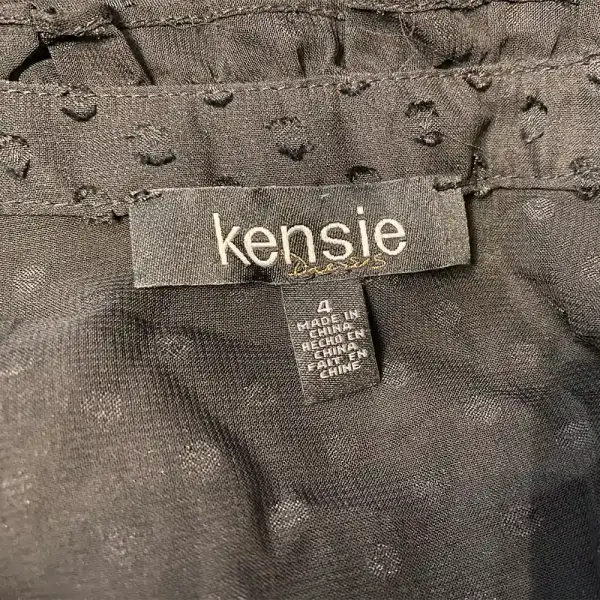 kensie
Dresses
4
MADE IN
CHINA
HECHO EN
CHINA
FAIT EN
CHINE